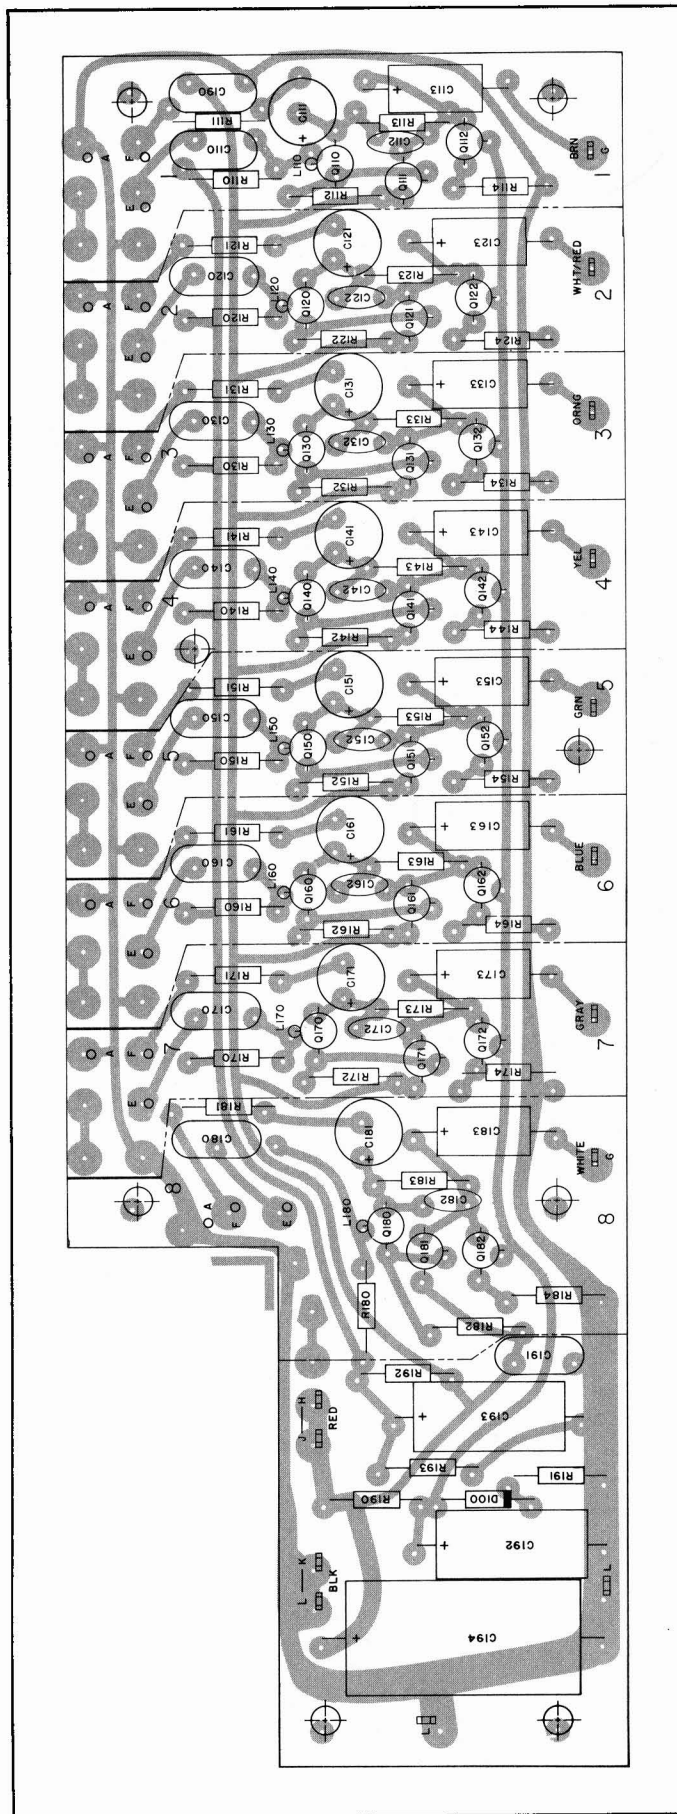 C190
R111
C110
R110
A
F
E
C111
L110
Q110
R112
C113
R113
C112
Q112
Q111
R114
BRN
G
1
R121
C120
R120
2
A
F
E
C121
L120
Q120
C122
R122
C123
R123
Q122
Q121
R124
WHT/RED
2
R131
C130
R130
3
A
F
E
C131
L130
Q130
C132
R132
C133
R133
Q132
Q131
R134
ORNG
3
R141
C140
R140
4
A
F
E
C141
L140
Q140
C142
R142
C143
R143
Q142
Q141
R144
YEL
4
R151
C150
R150
5
A
F
E
C151
L150
Q150
C152
R152
C153
R153
Q152
Q151
R154
GRN
5
R161
C160
R160
6
A
F
E
C161
L160
Q160
C162
R162
C163
R163
Q162
Q161
R164
BLUE
6
R171
C170
R170
7
A
F
E
C171
L170
Q170
C172
R172
C173
R173
Q172
Q171
R174
GRAY
7
R181
C180
8
A
F
E
C181
L180
Q180
R180
C183
R183
C182
Q181
Q182
R184
R182
WHITE
G
8
C191
R192
J—H
RED
C193
R193
R191
R190
D100
C192
L—K
BLK
L
C194
L